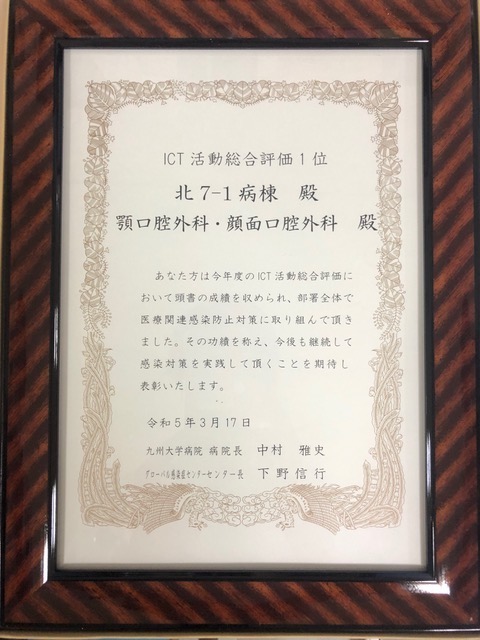 ICT 活動総合評価1位
北7-1病棟 殿
顎口腔外科・顔面口腔外科 殿
あなた方は今年度のICT活動総合評価に
おいて頭書の成績を収められ、部署全体で
医療関連感染防止対策に取り組んで頂き
ました。その功績を称え、今後も継続して
感染対策を実践して頂くことを期待し
表彰いたします。
令和5年3月17日
九州大学病院 病院長 中村 雅史
グローバル感染症センターセンター長 下野信行